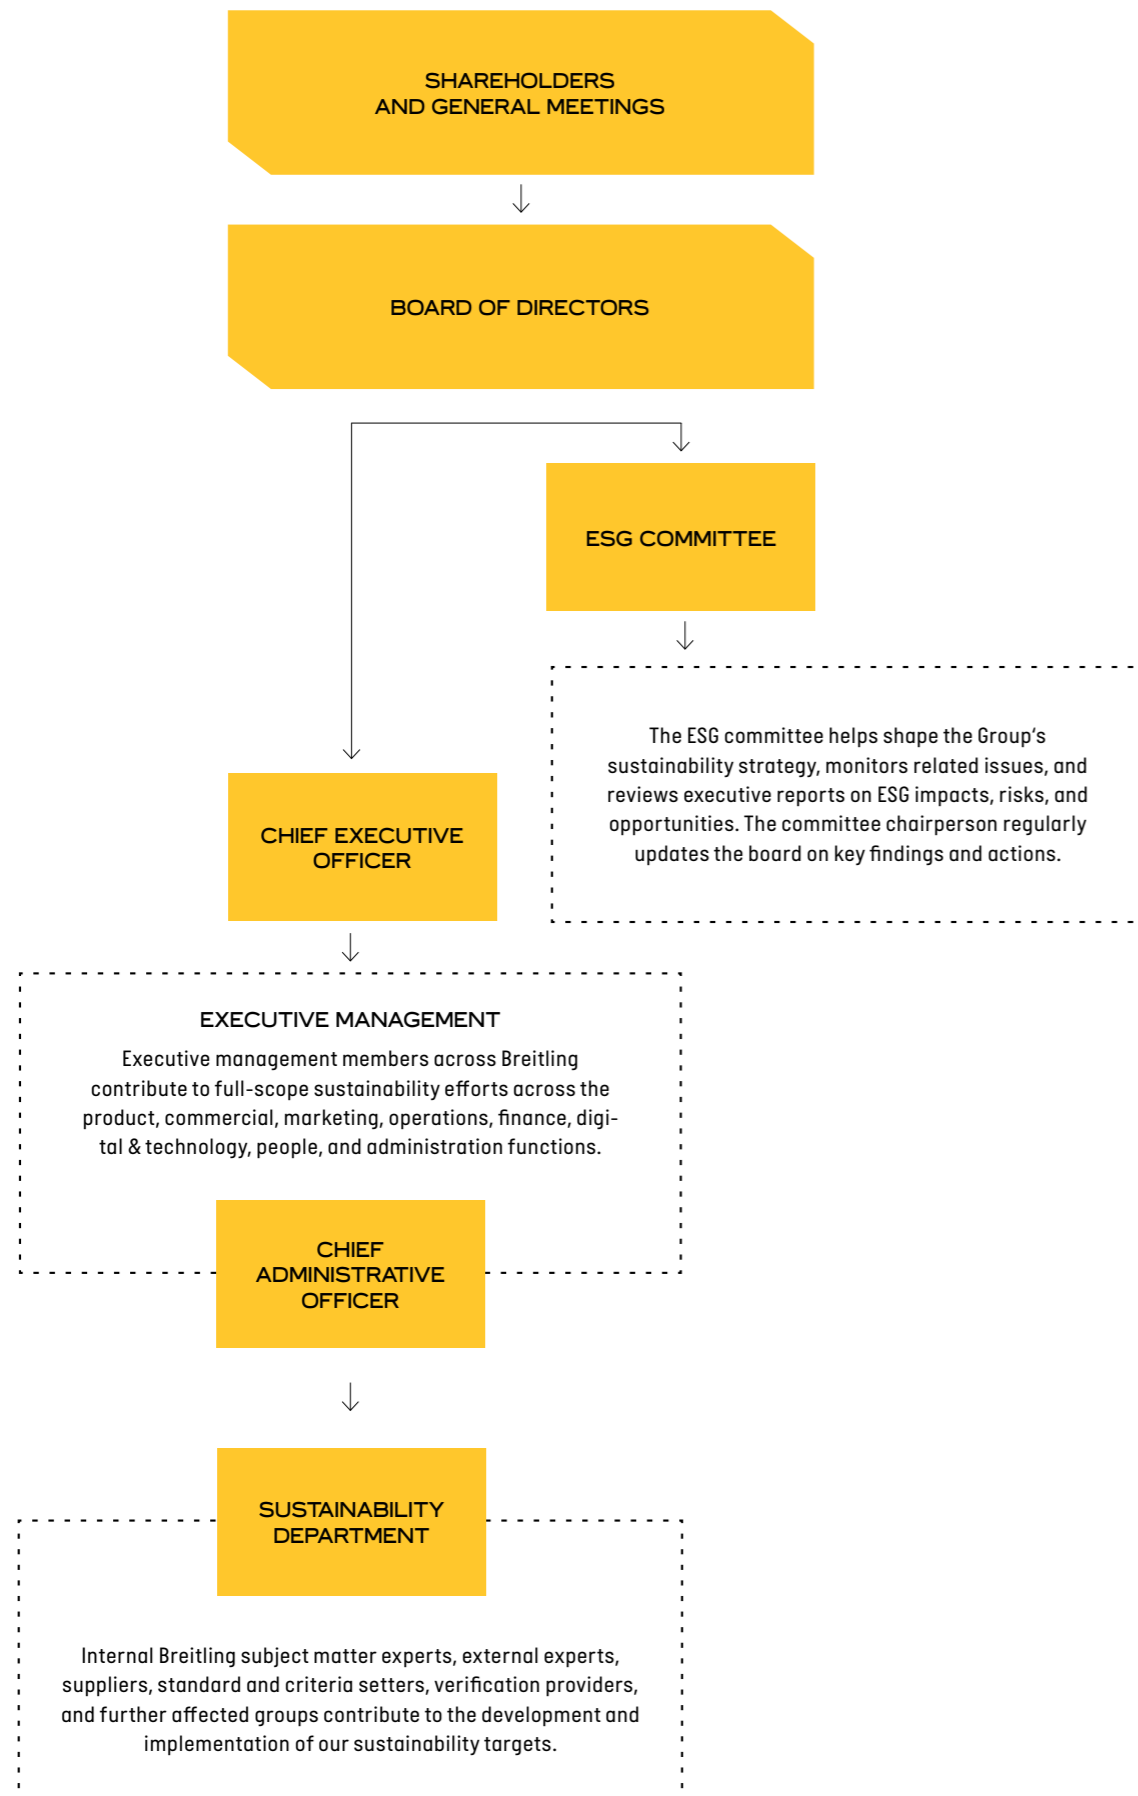 SHAREHOLDERS
AND GENERAL MEETINGS
BOARD OF DIRECTORS
ESG COMMITTEE
The ESG committee helps shape the Group‘s
sustainability strategy, monitors related issues, and
reviews executive reports on ESG impacts, risks, and
opportunities. The committee chairperson regularly
updates the board on key findings and actions.
CHIEF EXECUTIVE
OFFICER
EXECUTIVE MANAGEMENT
Executive management members across Breitling
contribute to full-scope sustainability efforts across the
product, commercial, marketing, operations, finance, digi-
tal & technology, people, and administration functions.
CHIEF
ADMINISTRATIVE
OFFICER
SUSTAINABILITY
DEPARTMENT
Internal Breitling subject matter experts, external experts,
suppliers, standard and criteria setters, verification providers,
and further affected groups contribute to the development and
implementation of our sustainability targets.